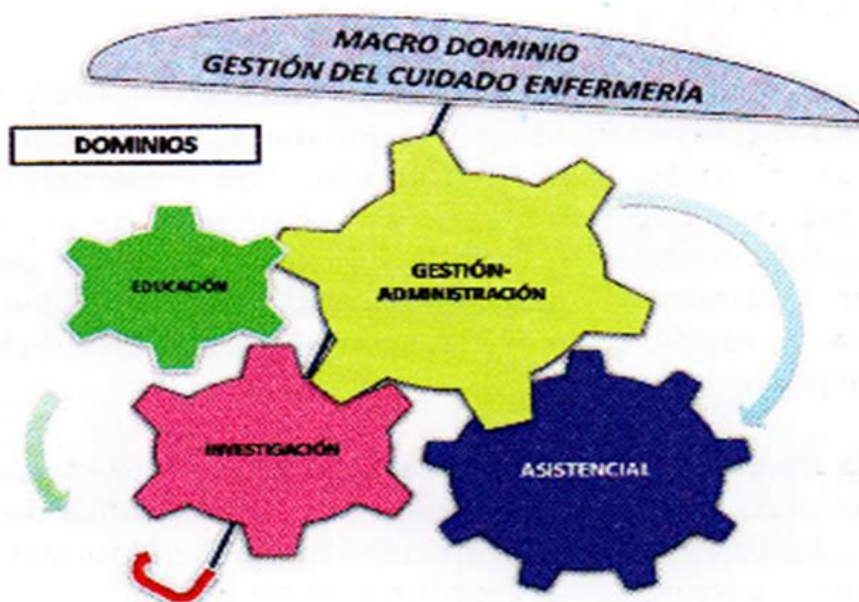 MACRO DOMINIO
GESTIÓN DEL CUIDADO ENFERMERÍA
DOMINIOS
EDUCACIÓN
GESTIÓN-
ADMINISTRACIÓN
INVESTIGACIÓN
ASISTENCIAL